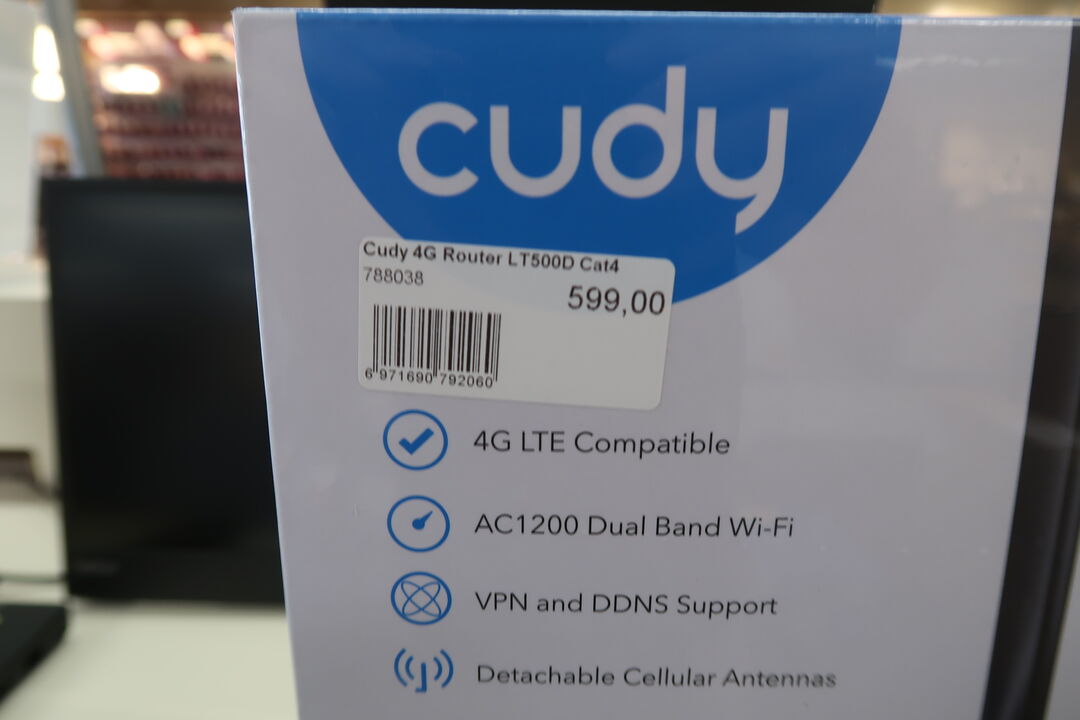 cudy
Cudy 4G Router LT500D Cat4
788038
599,00
6 971690 792060
4G LTE Compatible
AC1200 Dual Band Wi-Fi
VPN and DDNS Support
Detachable Cellular Antennas